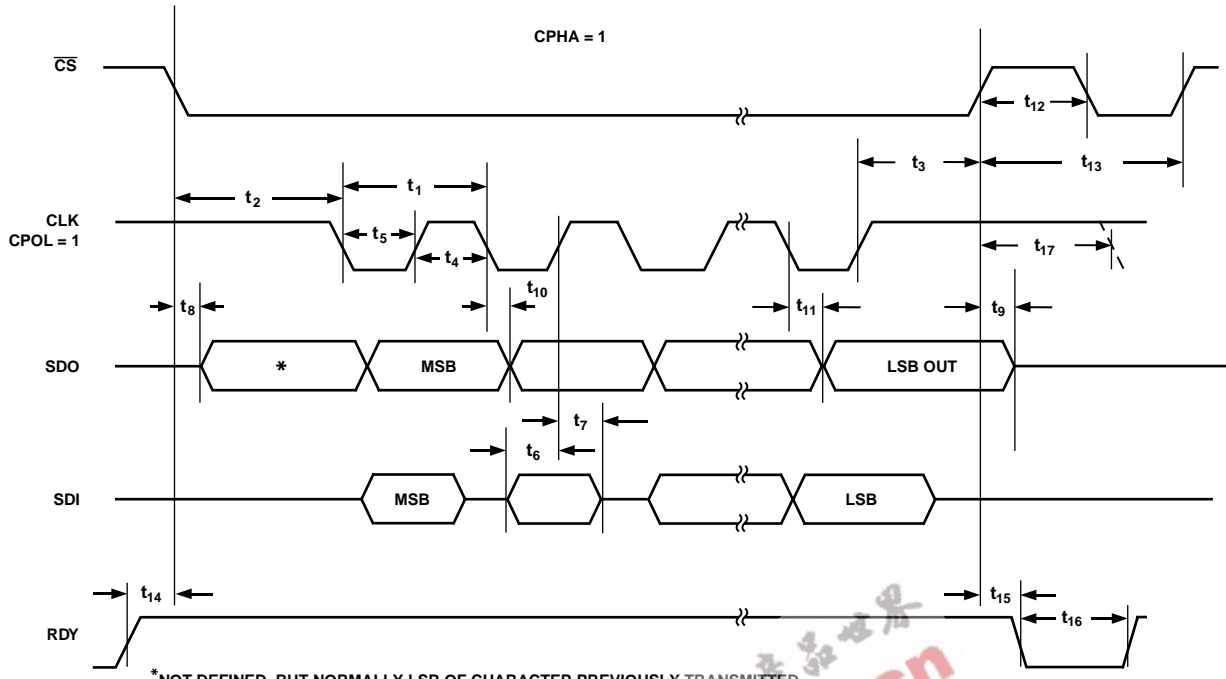 CPHA = 1
CS
t12
t3
t13
t1
t2
CLK
CPOL = 1
t5
t4
t17
t10
t8
t11
t9
SDO
*
MSB
LSB OUT
t7
t6
SDI
MSB
LSB
t14
t15
t16
RDY
*NOT DEFINED, BUT NORMALLY LSB OF CHARACTER PREVIOUSLY TRANSMITTED